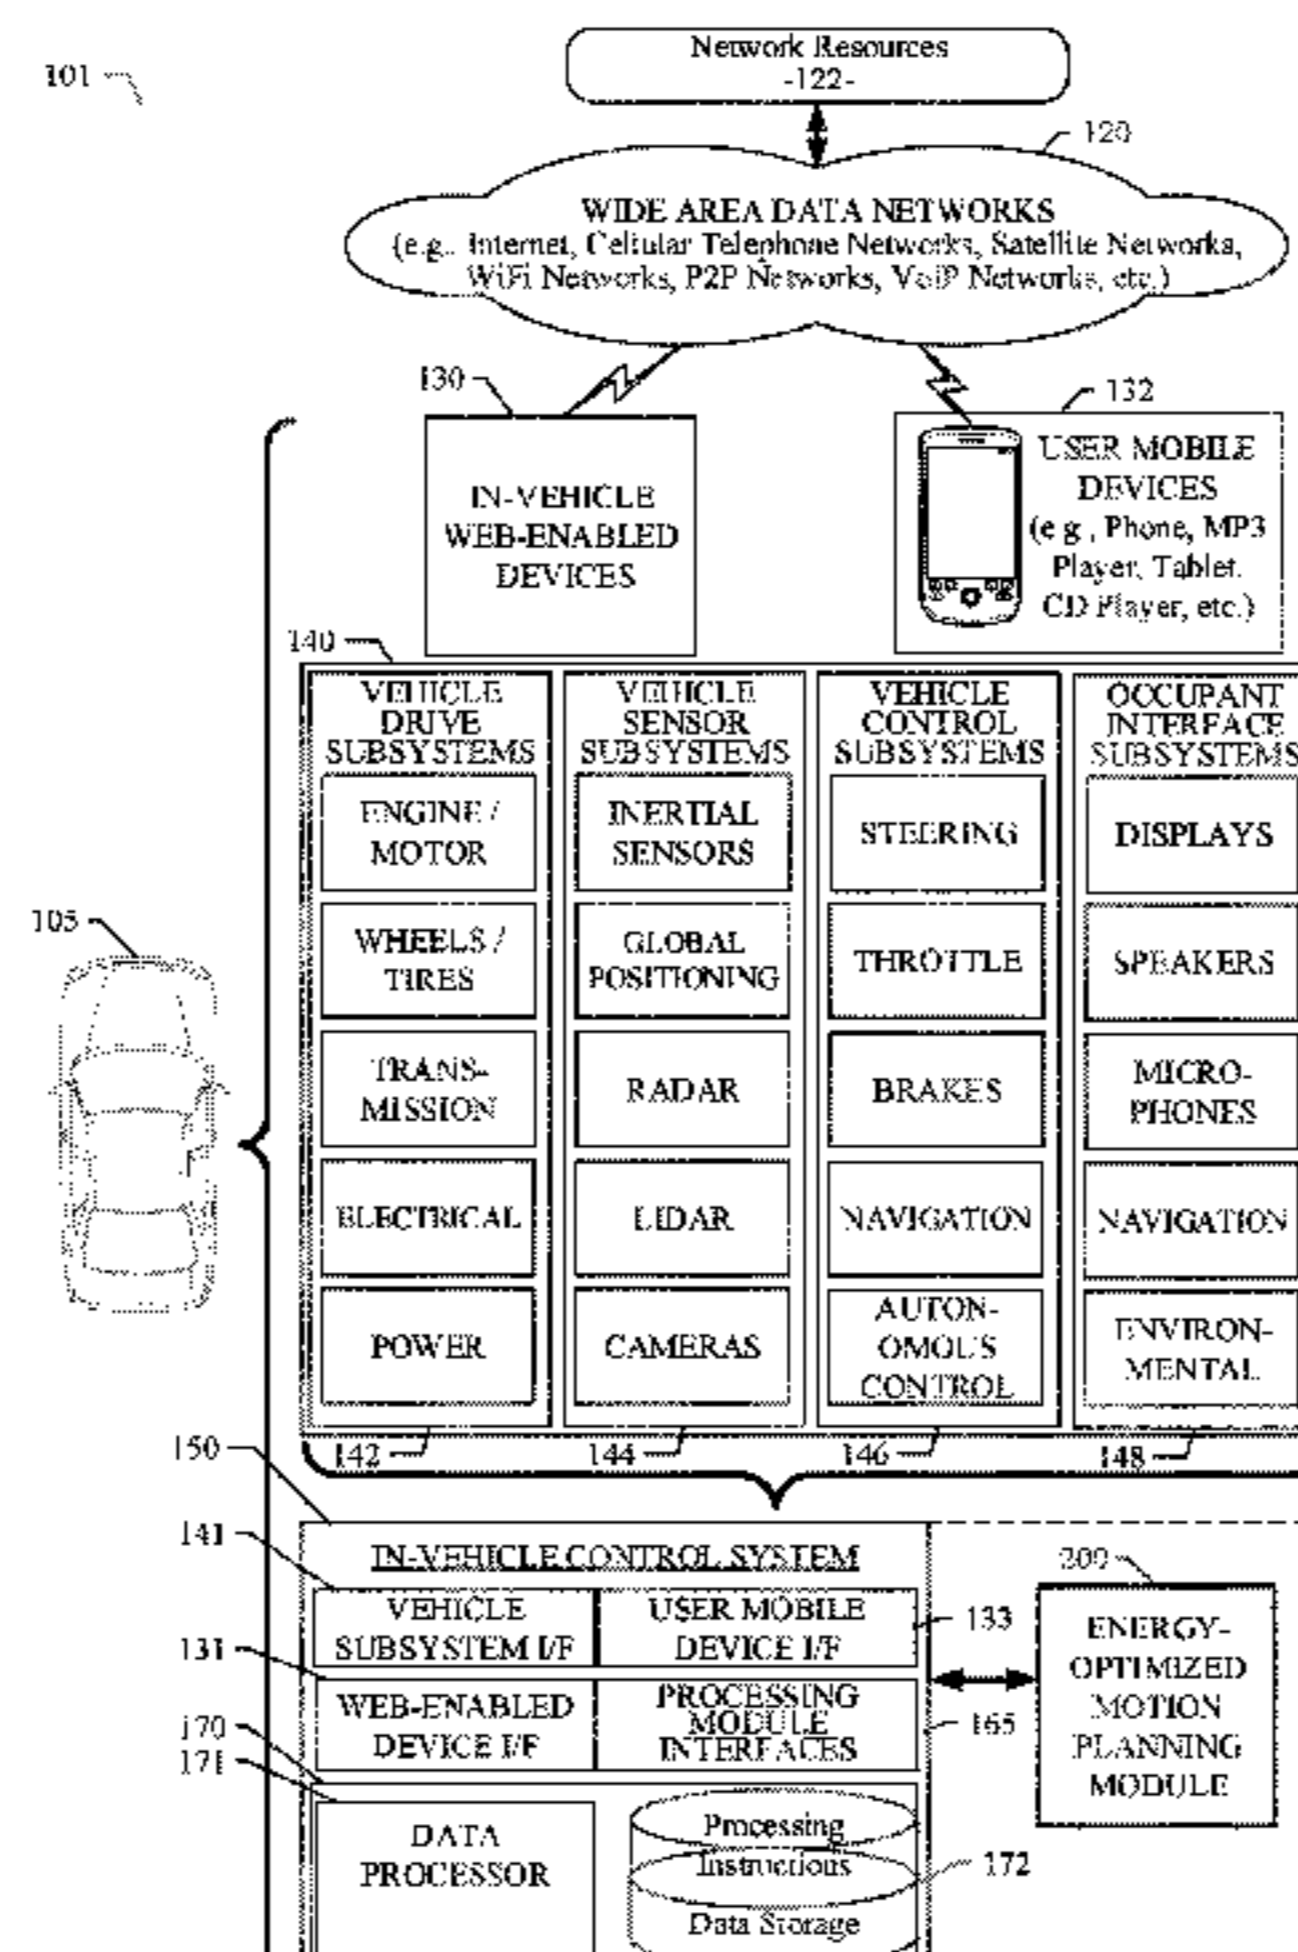 101
Network Resources
-122-
120
WIDE AREA DATA NETWORKS
(e.g., Internet, Cellular Telephone Networks, Satellite Networks,
WiFi Networks, P2P Networks, VoIP Networks, etc.)
130
132
IN-VEHICLE
WEB-ENABLED
DEVICES
USER MOBILE
DEVICES
(e.g., Phone, MP3
Player, Tablet,
CD Player, etc.)
140
VEHICLE
DRIVE
SUBSYSTEMS
ENGINE /
MOTOR
WHEELS /
TIRES
TRANS-
MISSION
ELECTRICAL
POWER
142
VEHICLE
SENSOR
SUBSYSTEMS
INERTIAL
SENSORS
GLOBAL
POSITIONING
RADAR
LIDAR
CAMERAS
144
VEHICLE
CONTROL
SUBSYSTEMS
STEERING
THROTTLE
BRAKES
NAVIGATION
AUTON-
OMOUS
CONTROL
146
OCCUPANT
INTERFACE
SUBSYSTEMS
DISPLAYS
SPEAKERS
MICRO-
PHONES
NAVIGATION
ENVIRON-
MENTAL
148
105
150
IN-VEHICLE CONTROL SYSTEM
141
VEHICLE
SUBSYSTEM I/F
USER MOBILE
DEVICE I/F
133
131
WEB-ENABLED
DEVICE I/F
PROCESSING
MODULE
INTERFACES
165
200
ENERGY-
OPTIMIZED
MOTION
PLANNING
MODULE
170
171
DATA
PROCESSOR
Processing
Instructions
172
Data Storage